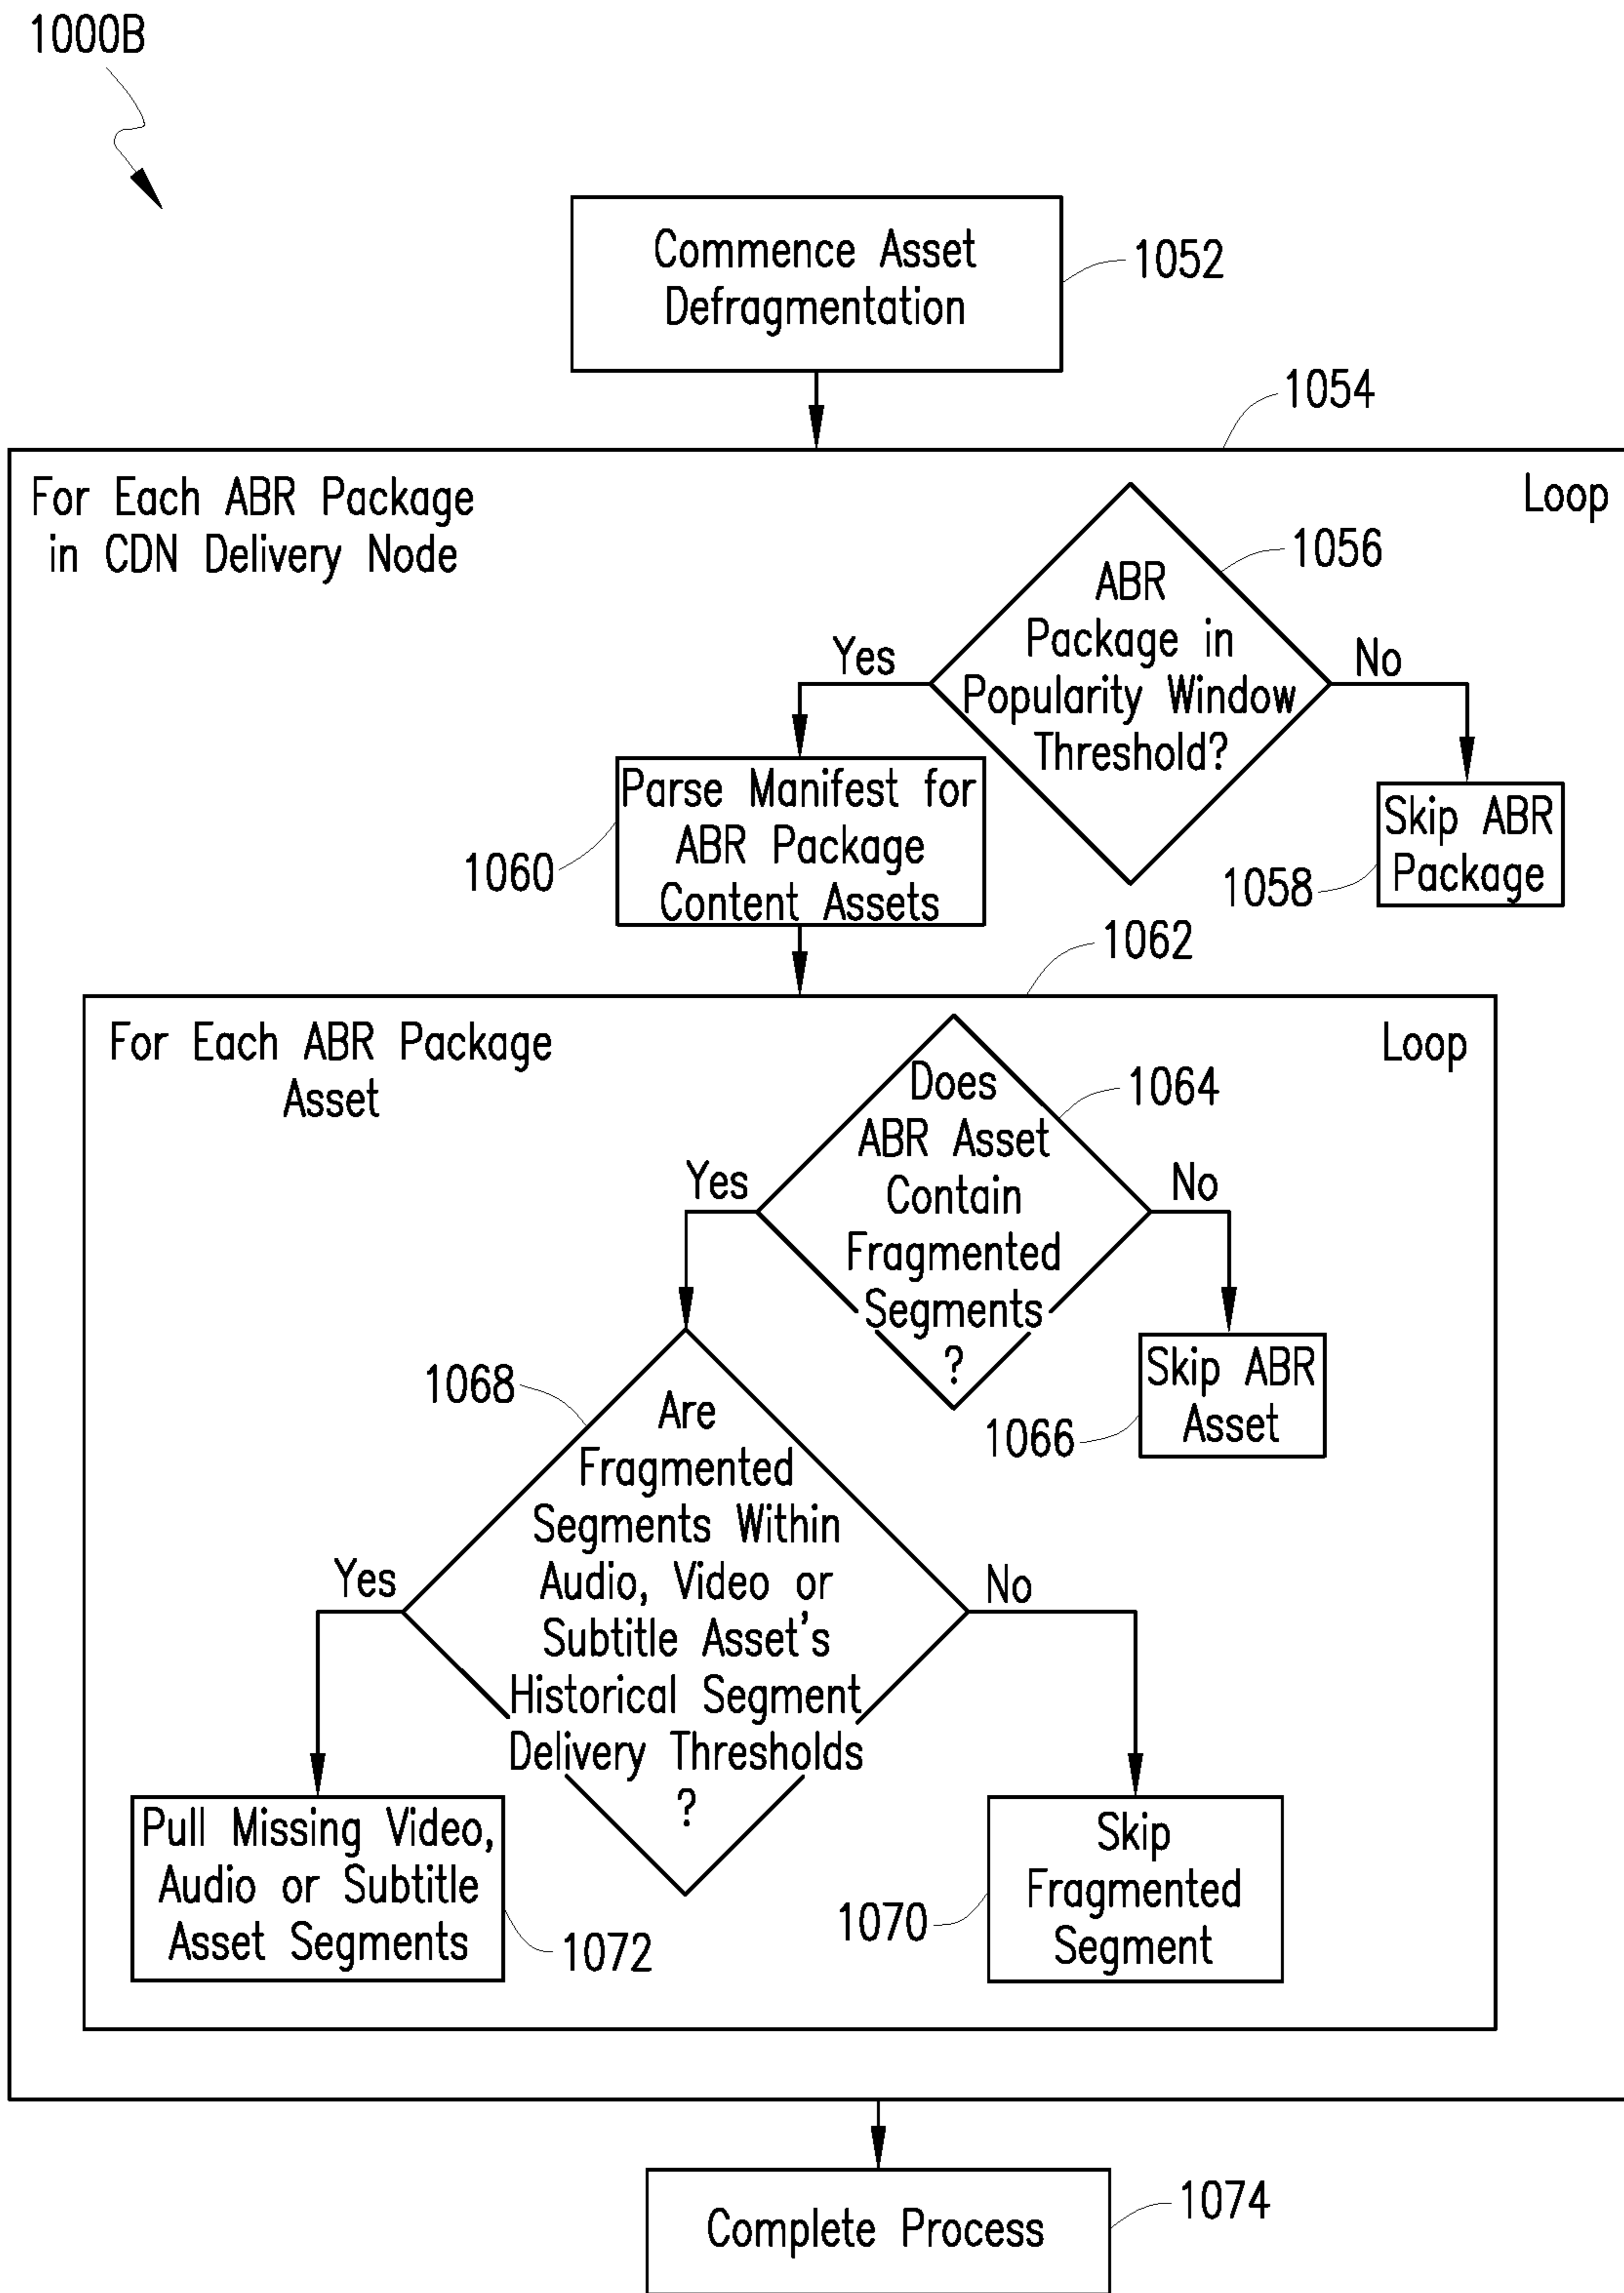 1000B
Commence Asset
Defragmentation
1052
1054
For Each ABR Package
in CDN Delivery Node
Loop
1056
ABR
Package in
Popularity Window
Threshold?
Yes
No
Parse Manifest for
ABR Package
Content Assets
1060
Skip ABR
Package
1058
1062
For Each ABR Package
Asset
Loop
Does
ABR Asset
Contain
Fragmented
Segments
?
1064
Yes
No
Skip ABR
Asset
1066
1068
Are
Fragmented
Segments Within
Audio, Video or
Subtitle Asset's
Historical Segment
Delivery Thresholds
?
Yes
No
Pull Missing Video,
Audio or Subtitle
Asset Segments
1072
Skip
Fragmented
Segment
1070
Complete Process
1074